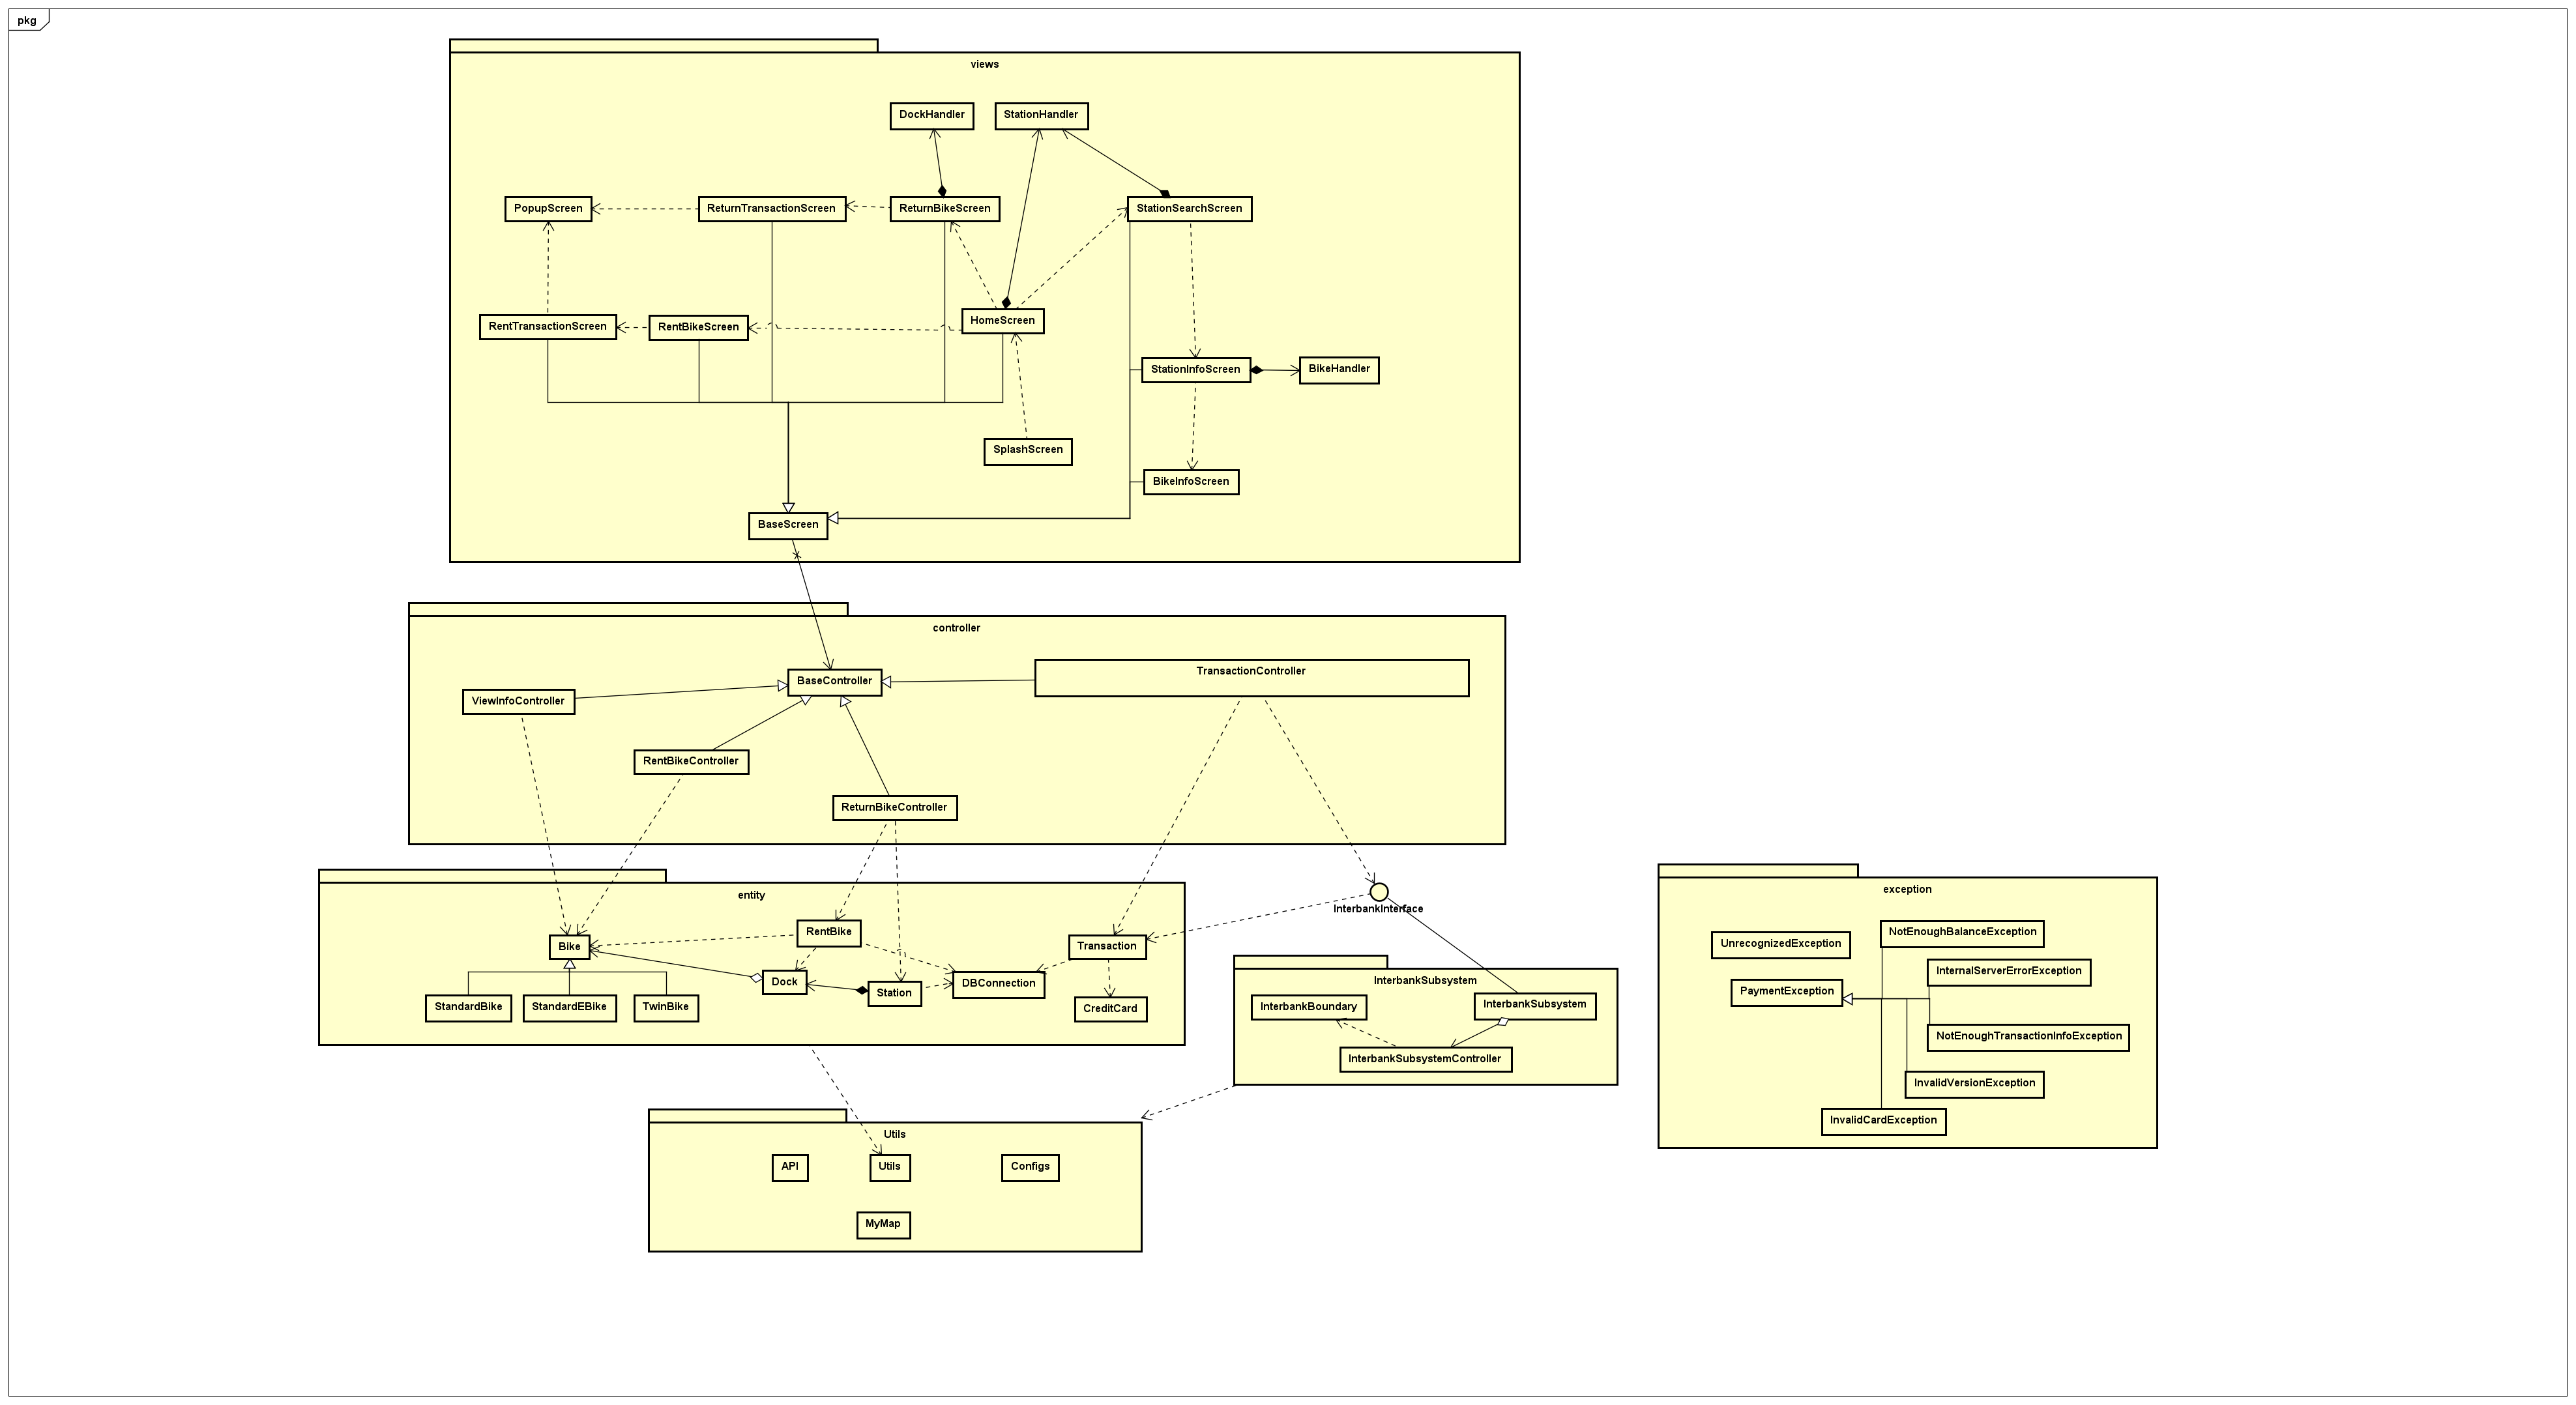 pkg
views
DockHandler
StationHandler
PopupScreen
ReturnTransactionScreen
ReturnBikeScreen
StationSearchScreen
RentTransactionScreen
RentBikeScreen
HomeScreen
StationInfoScreen
BikeHandler
SplashScreen
BikeInfoScreen
BaseScreen
controller
BaseController
TransactionController
ViewInfoController
RentBikeController
ReturnBikeController
entity
RentBike
Bike
Transaction
Dock
Station
DBConnection
StandardBike
StandardEBike
TwinBike
CreditCard
InterbankInterface
InterbankSubsystem
InterbankBoundary
InterbankSubsystem
InterbankSubsystemController
exception
NotEnoughBalanceException
UnrecognizedException
InternalServerErrorException
PaymentException
NotEnoughTransactionInfoException
InvalidVersionException
InvalidCardException
Utils
API
Utils
Configs
MyMap